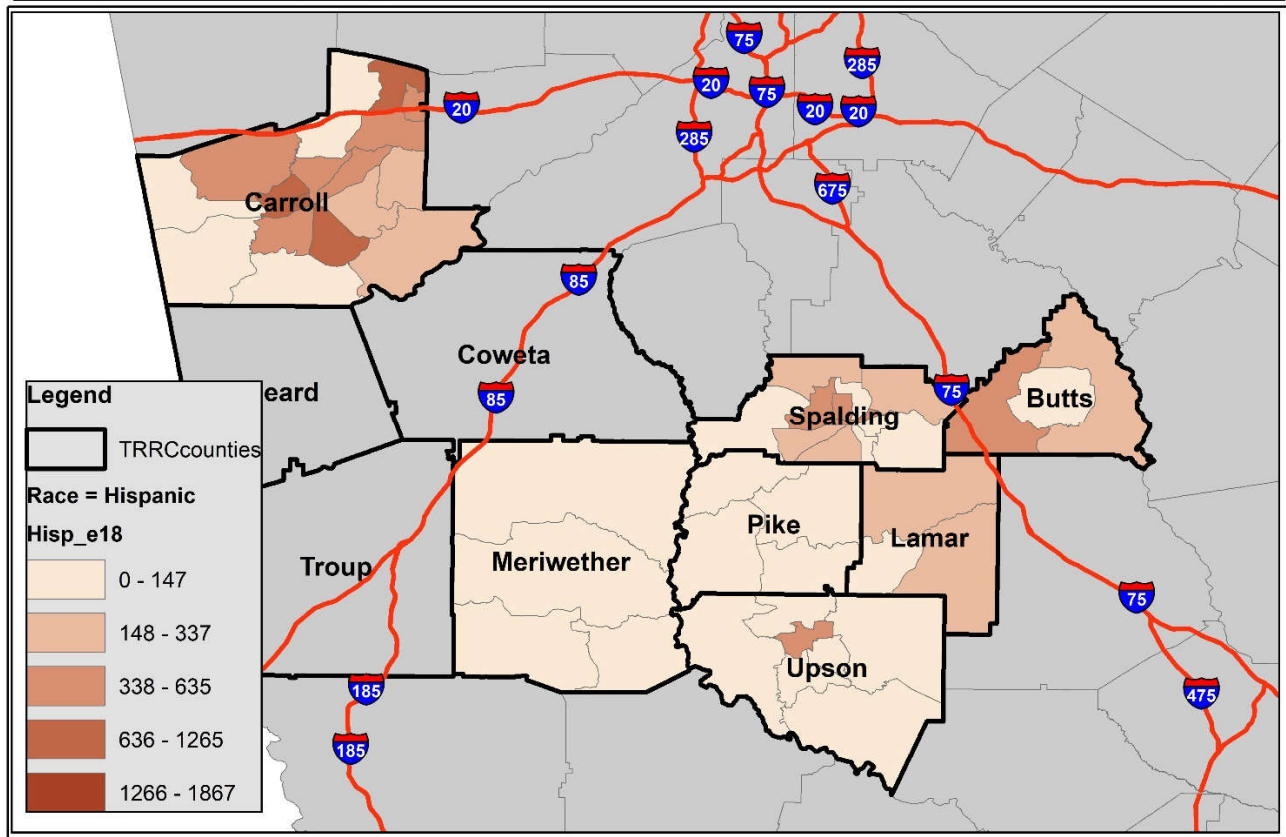 75
285
20
20
75
20
20
285
675
Carroll
85
Coweta
85
75
Butts
Spalding
Legend
eard
TRRCcounties
Race = Hispanic
Hisp_e18
0 - 147
148 - 337
338 - 635
636 - 1265
1266 - 1867
Pike
Lamar
Meriwether
Troup
75
Upson
185
475
185